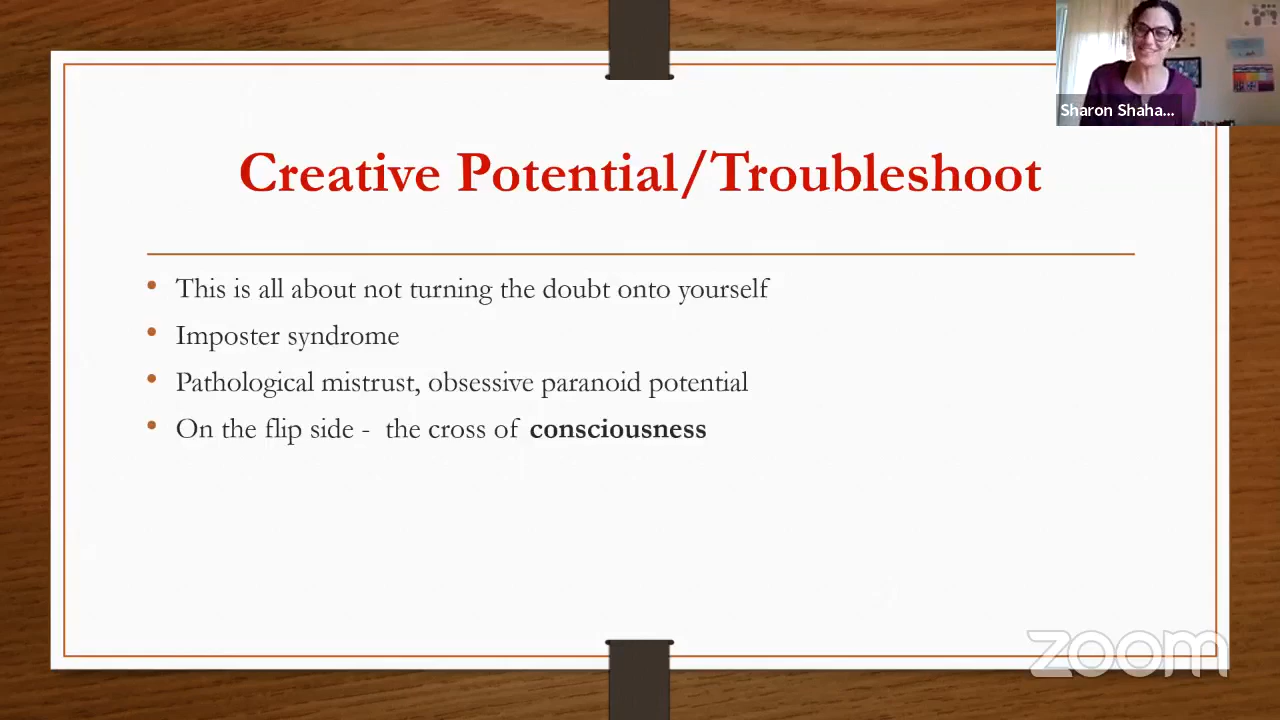 Sharon Shaha...
Creative Potential/Troubleshoot
• This is all about not turning the doubt onto yourself
• Imposter syndrome
• Pathological mistrust, obsessive paranoid potential
• On the flip side - the cross of consciousness
zoom